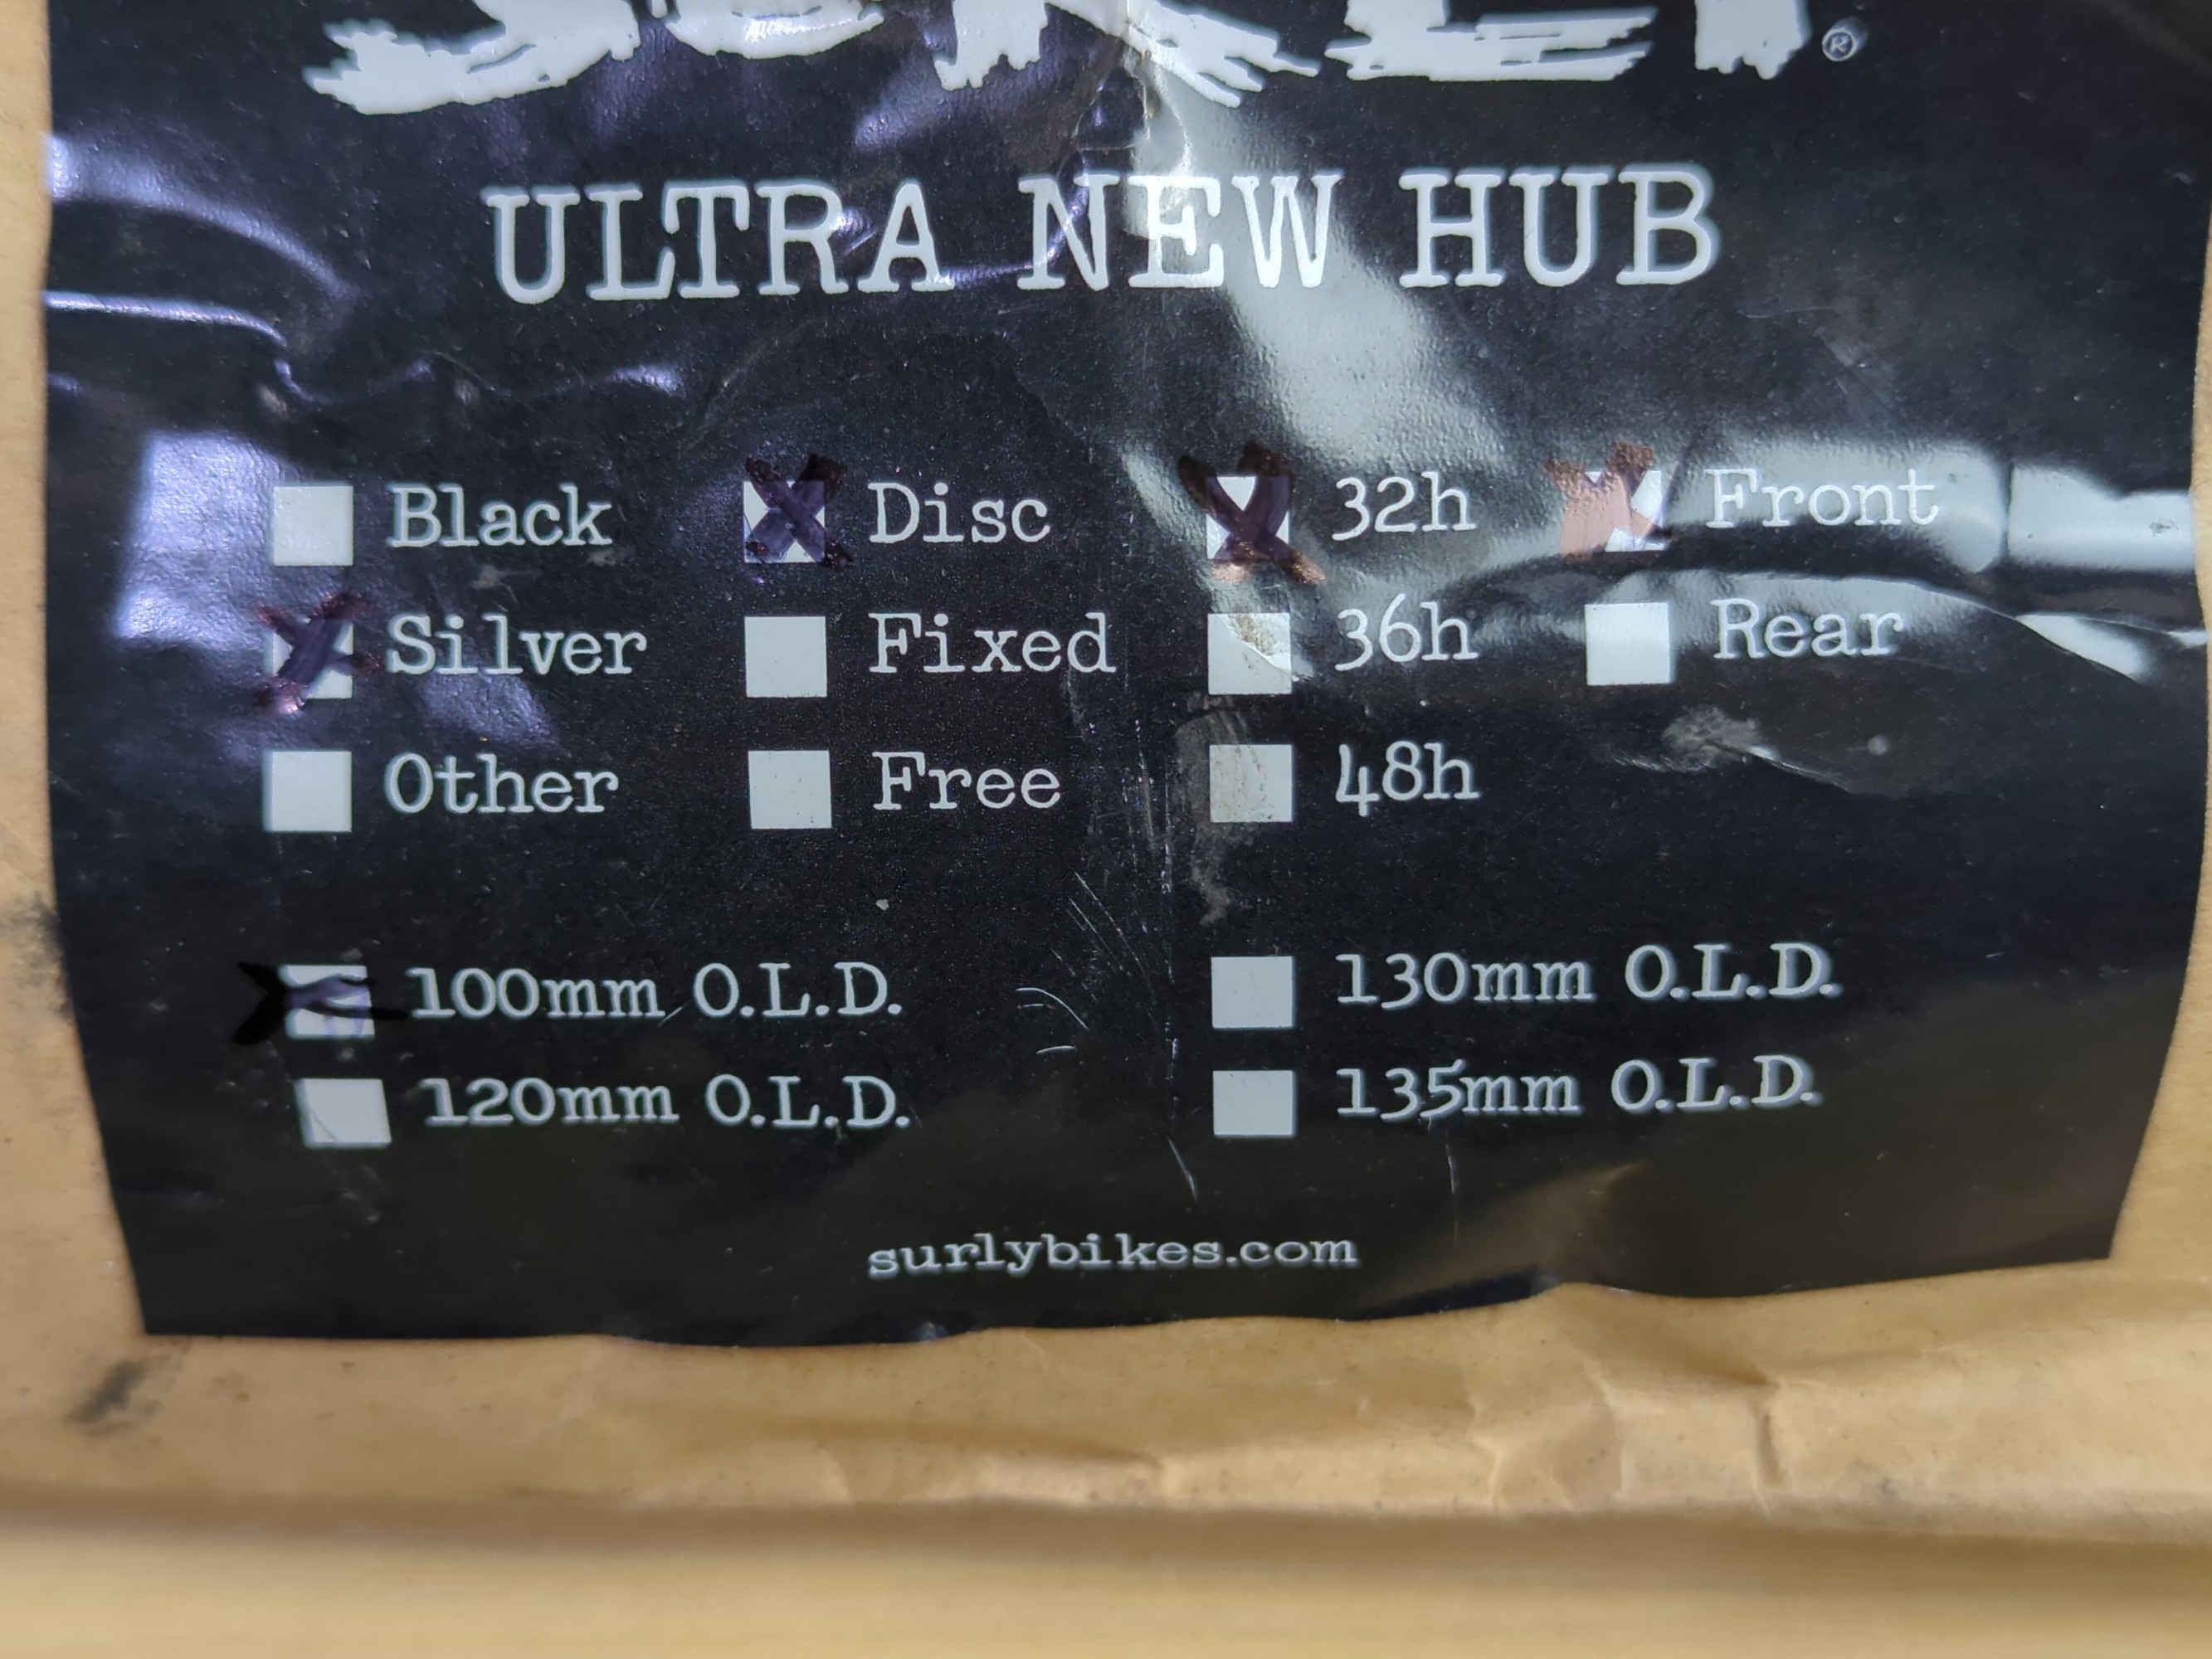 SURLY®
ULTRA NEW HUB
Black Disc 32h Front
Silver Fixed 36h Rear
Other Free 48h
100mm O.L.D. 130mm O.L.D.
120mm O.L.D. 135mm O.L.D.
surlybikes.com